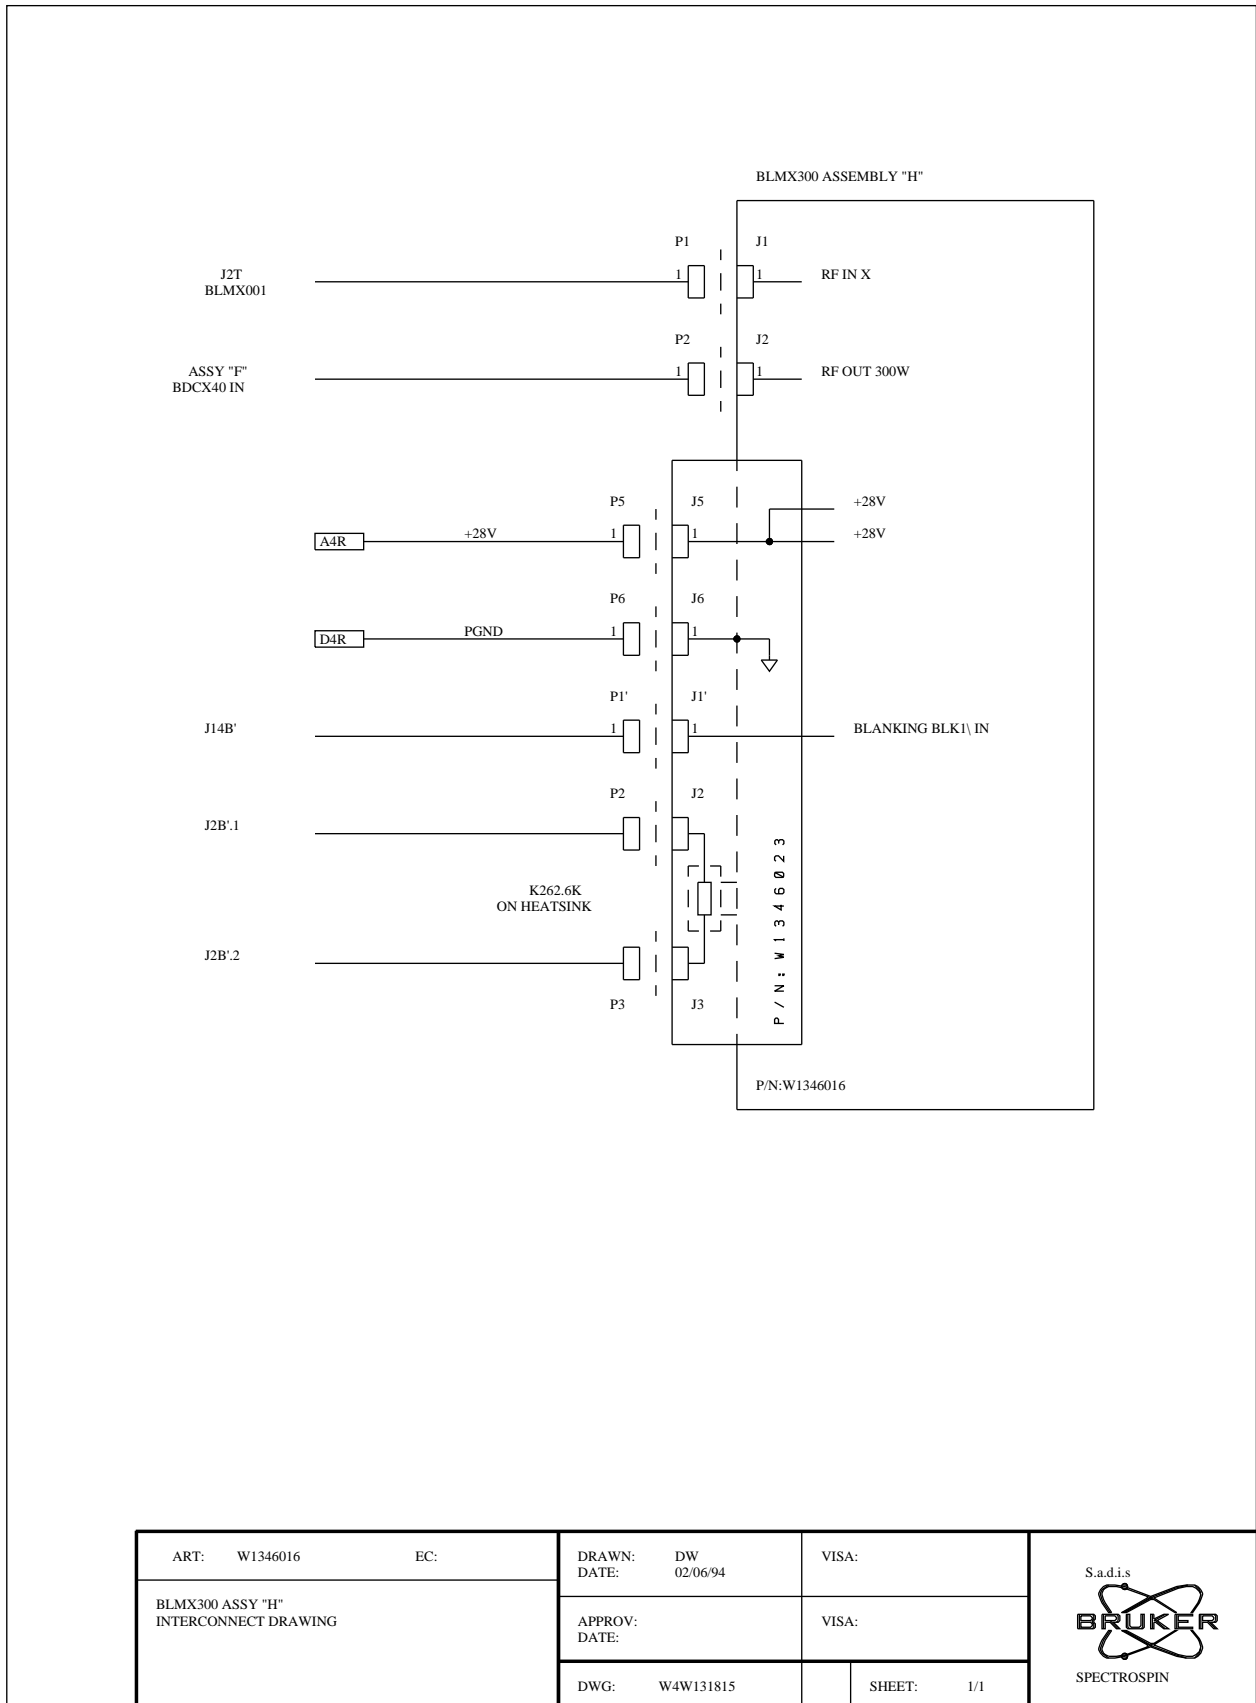 BLMX300 ASSEMBLY "H"
P1 J1
J2T
BLMX001
1 1 RF IN X
P2 J2
ASSY "F"
BDCX40 IN
1 1 RF OUT 300W
P5 J5 +28V
A4R +28V 1 1 +28V
P6 J6
D4R PGND 1 1
P1' J1'
J14B' 1 1 BLANKING BLK1\ IN
P2 J2
J2B'.1
K262.6K
ON HEATSINK
P/N: W1346023
J2B'.2
P3 J3
P/N:W1346016
ART: W1346016 EC:
BLMX300 ASSY "H"
INTERCONNECT DRAWING
DRAWN: DW
DATE: 02/06/94
VISA:
APPROV:
DATE:
VISA:
DWG: W4W131815
SHEET: 1/1
S.a.d.i.s
BRUKER
SPECTROSPIN